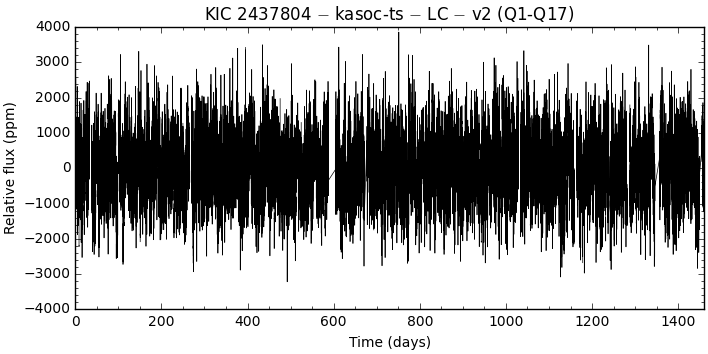 KIC 2437804 − kasoc-ts − LC − v2 (Q1-Q17)
4000
3000
2000
1000
0
−1000
−2000
−3000
−4000
Relative flux (ppm)
0 200 400 600 800 1000 1200 1400
Time (days)